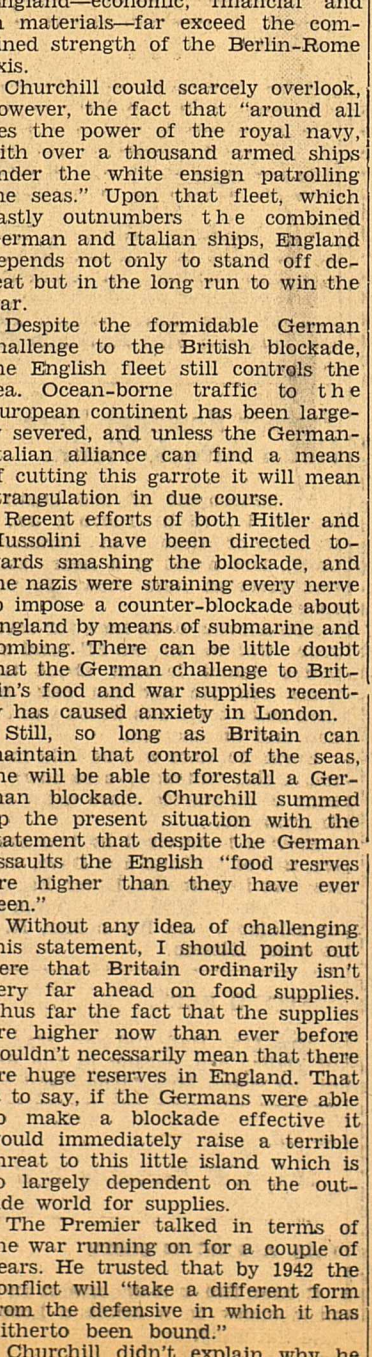 ngland—economic, financial and
n materials—far exceed the com-
ined strength of the Berlin-Rome
xis.
Churchill could scarcely overlook,
owever, the fact that “around all
es the power of the royal navy,
ith over a thousand armed ships
nder the white ensign patrolling
he seas.” Upon that fleet, which
astly outnumbers the combined
erman and Italian ships, England
epends not only to stand off de-
eat but in the long run to win the
ar.
Despite the formidable German
hallenge to the British blockade,
he English fleet still controls the
ea. Ocean-borne traffic to the
uropean continent has been large-
y severed, and unless the German-
talian alliance can find a means
f cutting this garrote it will mean
trangulation in due course.
Recent efforts of both Hitler and
Mussolini have been directed to-
ards smashing the blockade, and
he nazis were straining every nerve
o impose a counter-blockade about
ngland by means of submarine and
ombing. There can be little doubt
hat the German challenge to Brit-
in's food and war supplies recent-
y has caused anxiety in London.
Still, so long as Britain can
aintain that control of the seas,
he will be able to forestall a Ger-
man blockade. Churchill summed
p the present situation with the
tatement that despite the German
ssaults the English “food resrves
re higher than they have ever
een.”
Without any idea of challenging
his statement, I should point out
ere that Britain ordinarily isn't
ery far ahead on food supplies.
hus far the fact that the supplies
re higher now than ever before
ouldn't necessarily mean that there
re huge reserves in England. That
s to say, if the Germans were able
o make a blockade effective it
ould immediately raise a terrible
hreat to this little island which is
o largely dependent on the out-
ide world for supplies.
The Premier talked in terms of
he war running on for a couple of
ears. He trusted that by 1942 the
onflict will “take a different form
rom the defensive in which it has
itherto been bound.”
Churchill didn't explain why he